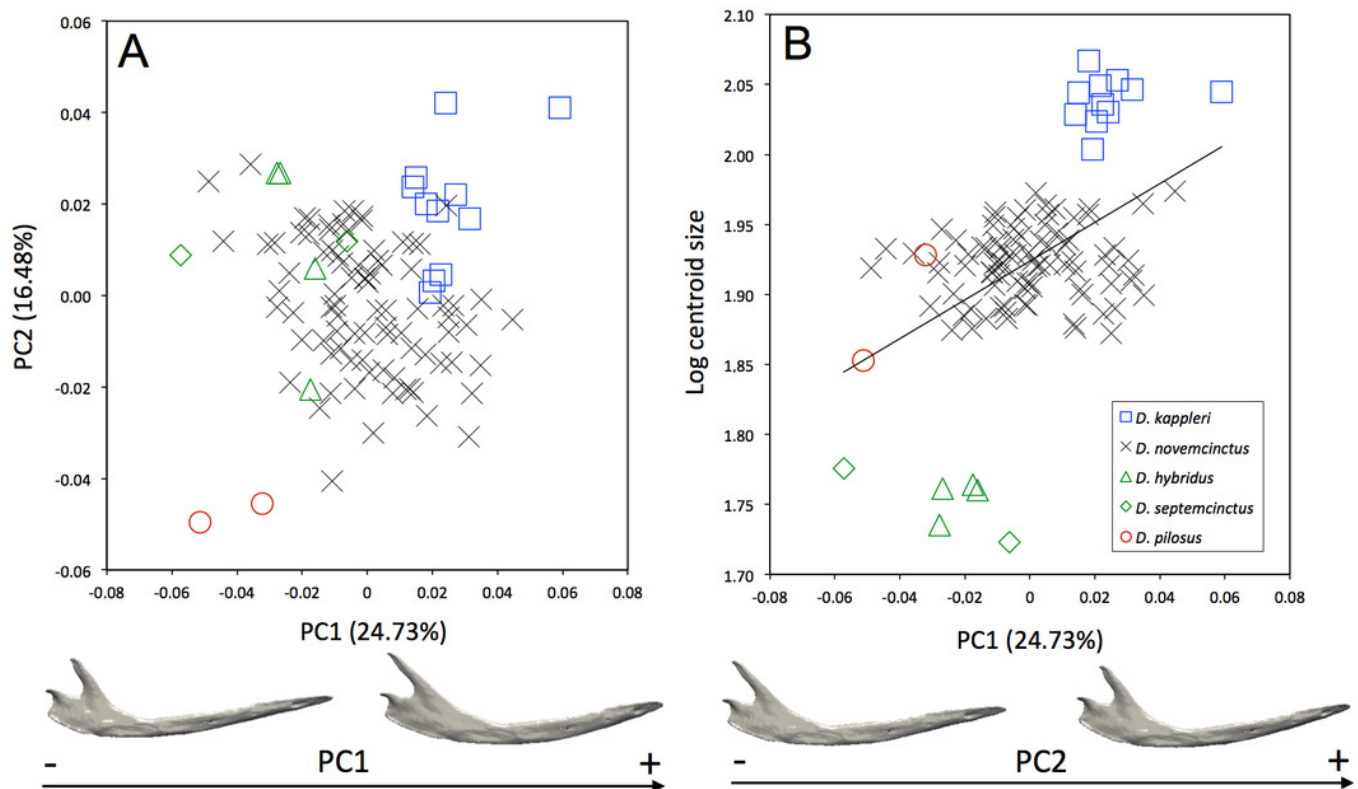 A
0.06
0.04
0.02
0.00
-0.02
-0.04
-0.06
PC2 (16.48%)
-0.08 -0.06 -0.04 -0.02 0 0.02 0.04 0.06 0.08
PC1 (24.73%)
B
2.10
2.05
2.00
1.95
1.90
1.85
1.80
1.75
1.70
Log centroid size
D. kappleri
D. novemcinctus
D. hybridus
D. septemcinctus
D. pilosus
-0.08 -0.06 -0.04 -0.02 0 0.02 0.04 0.06 0.08
PC1 (24.73%)
- PC1 +
- PC2 +